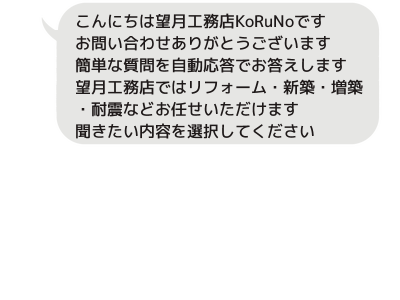 こんにちは望月工務店KoRuNoです
お問い合わせありがとうございます
簡単な質問を自動応答でお答えします
望月工務店ではリフォーム・新築・増築
・耐震などお任せいただけます
聞きたい内容を選択してください